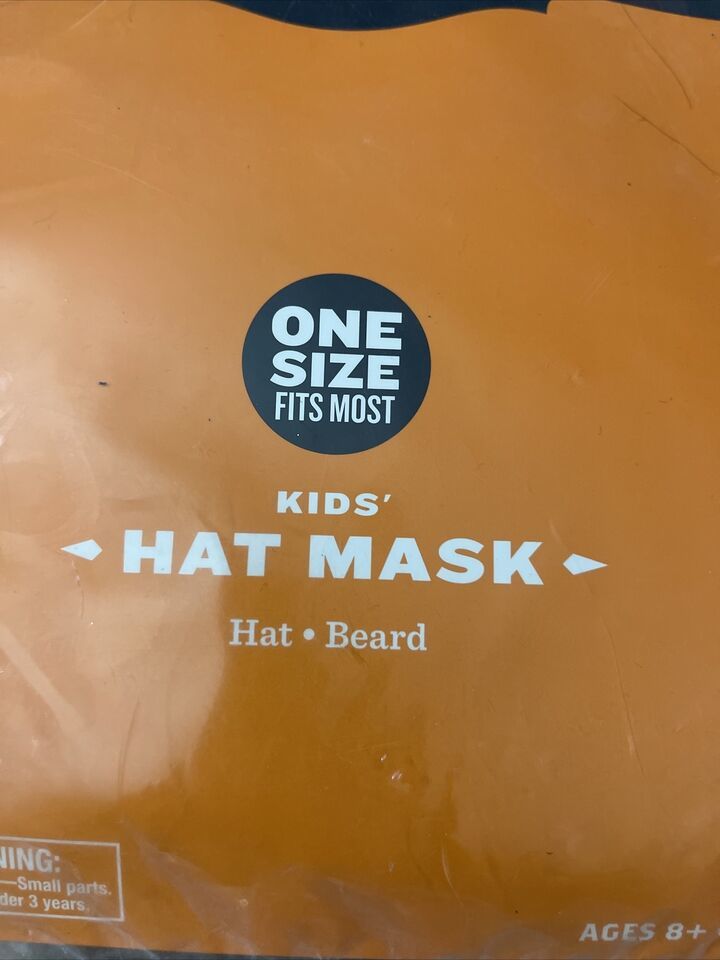 ONE
SIZE
FITS MOST
KIDS'
HAT MASK
Hat • Beard
NING:
—Small parts.
der 3 years.
AGES 8+